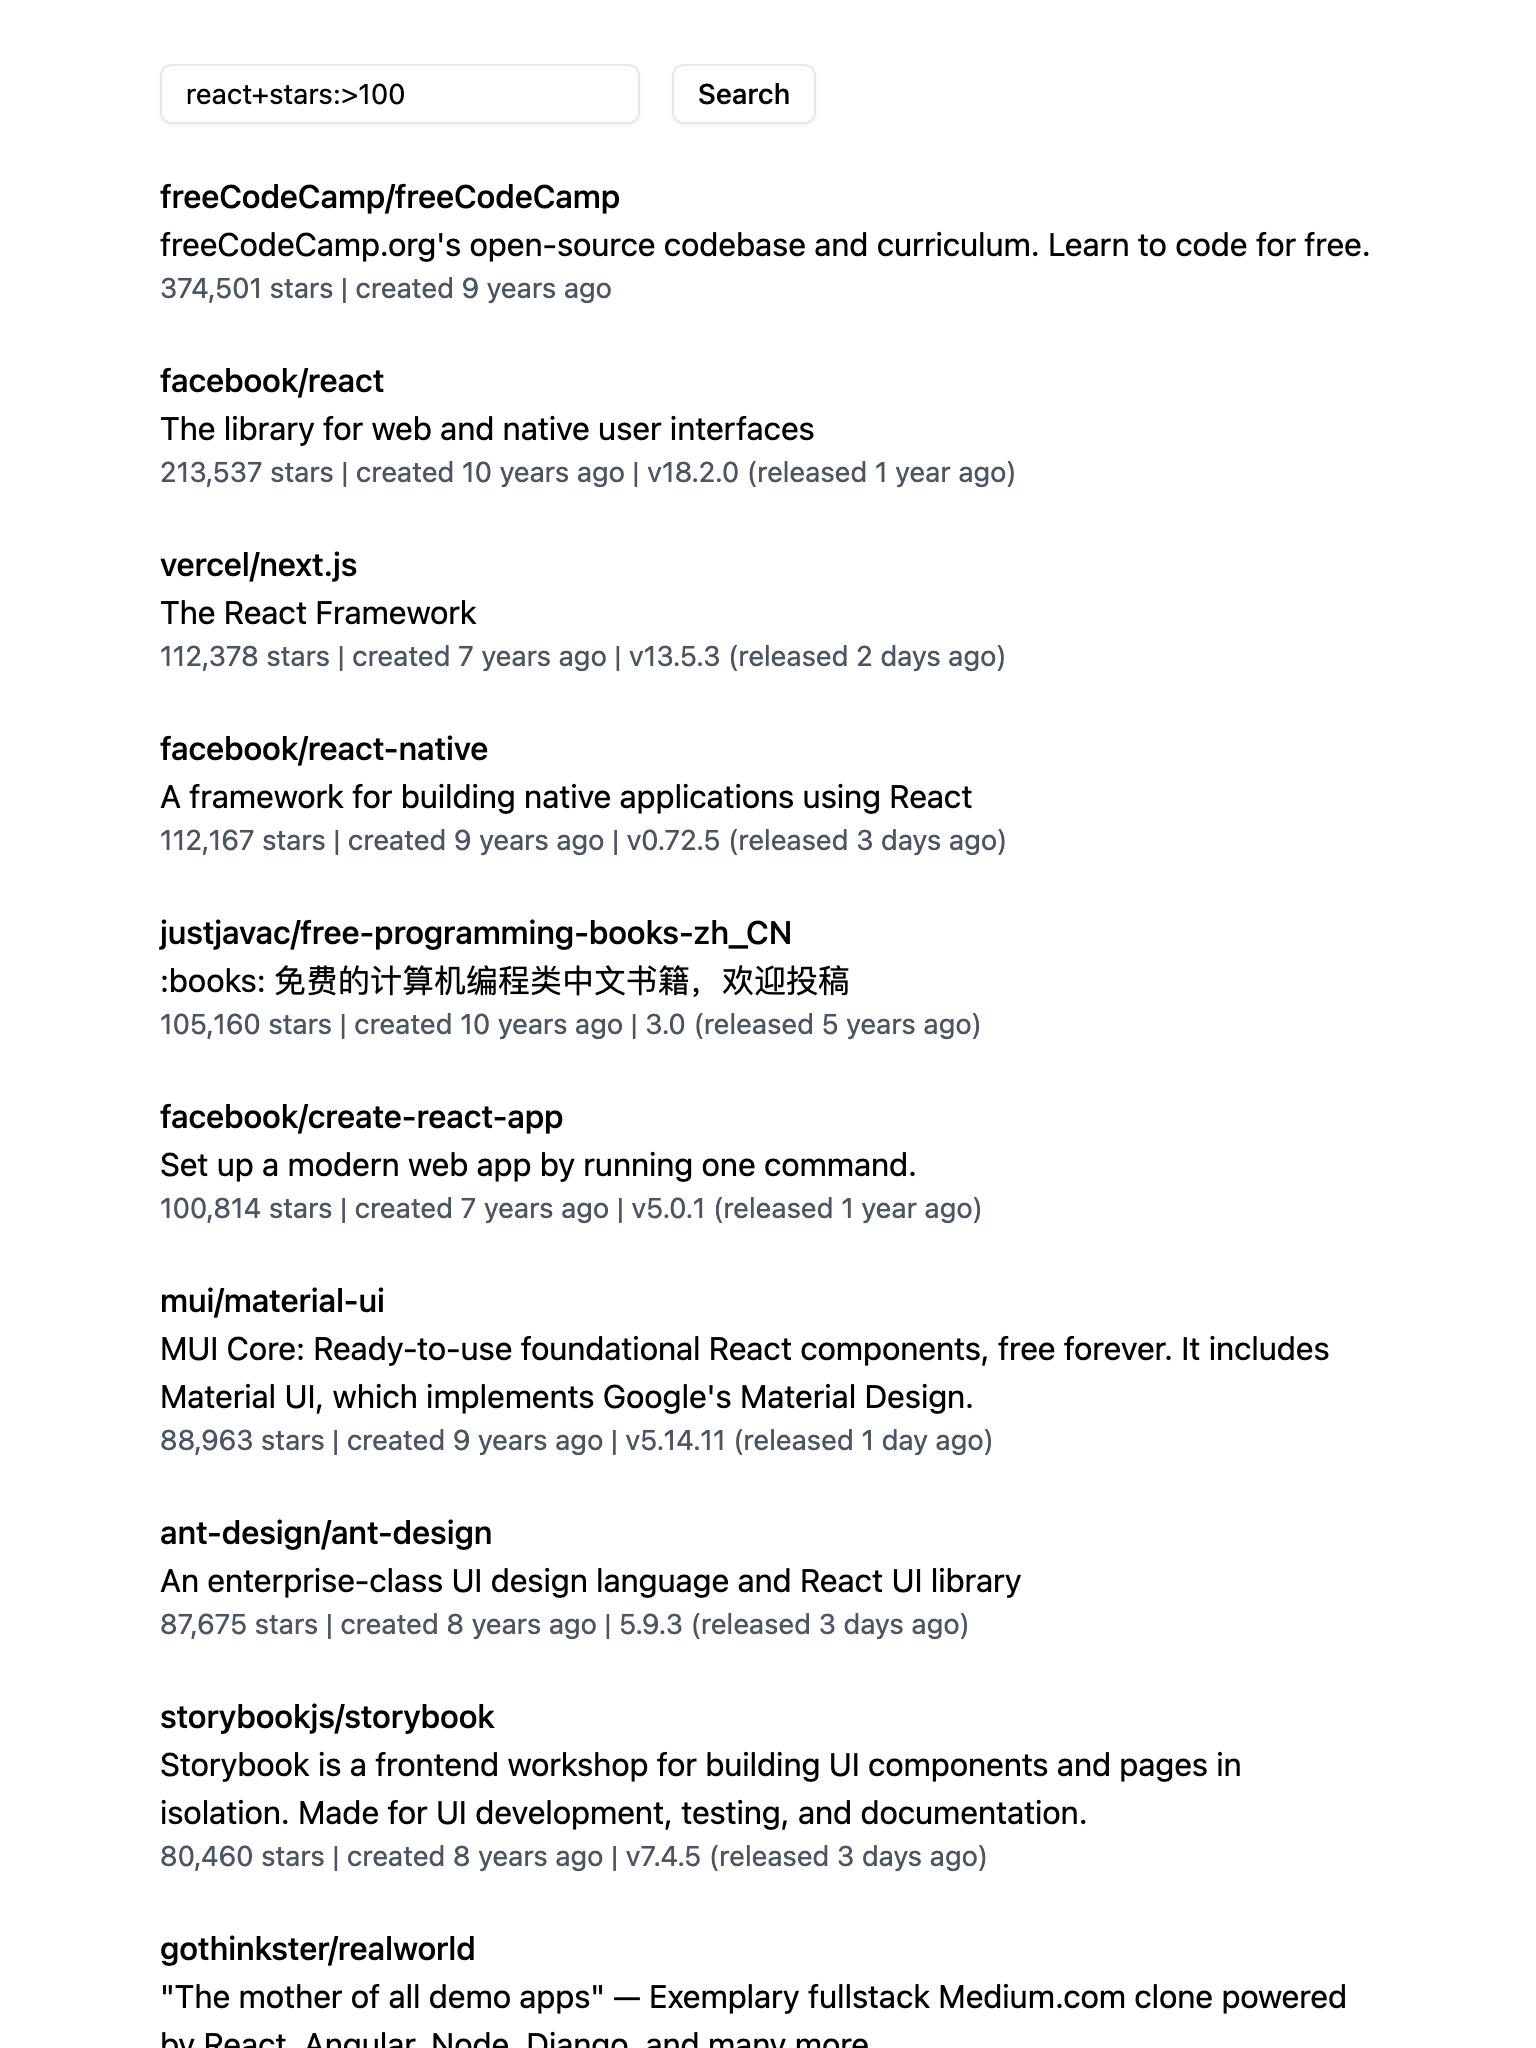 react+stars:>100
Search
freeCodeCamp/freeCodeCamp
freeCodeCamp.org's open-source codebase and curriculum. Learn to code for free.
374,501 stars | created 9 years ago
facebook/react
The library for web and native user interfaces
213,537 stars | created 10 years ago | v18.2.0 (released 1 year ago)
vercel/next.js
The React Framework
112,378 stars | created 7 years ago | v13.5.3 (released 2 days ago)
facebook/react-native
A framework for building native applications using React
112,167 stars | created 9 years ago | v0.72.5 (released 3 days ago)
justjavac/free-programming-books-zh_CN
:books: 免费的计算机编程类中文书籍，欢迎投稿
105,160 stars | created 10 years ago | 3.0 (released 5 years ago)
facebook/create-react-app
Set up a modern web app by running one command.
100,814 stars | created 7 years ago | v5.0.1 (released 1 year ago)
mui/material-ui
MUI Core: Ready-to-use foundational React components, free forever. It includes
Material UI, which implements Google's Material Design.
88,963 stars | created 9 years ago | v5.14.11 (released 1 day ago)
ant-design/ant-design
An enterprise-class UI design language and React UI library
87,675 stars | created 8 years ago | 5.9.3 (released 3 days ago)
storybookjs/storybook
Storybook is a frontend workshop for building UI components and pages in
isolation. Made for UI development, testing, and documentation.
80,460 stars | created 8 years ago | v7.4.5 (released 3 days ago)
gothinkster/realworld
"The mother of all demo apps" — Exemplary fullstack Medium.com clone powered
by React, Angular, Node, Django, and many more